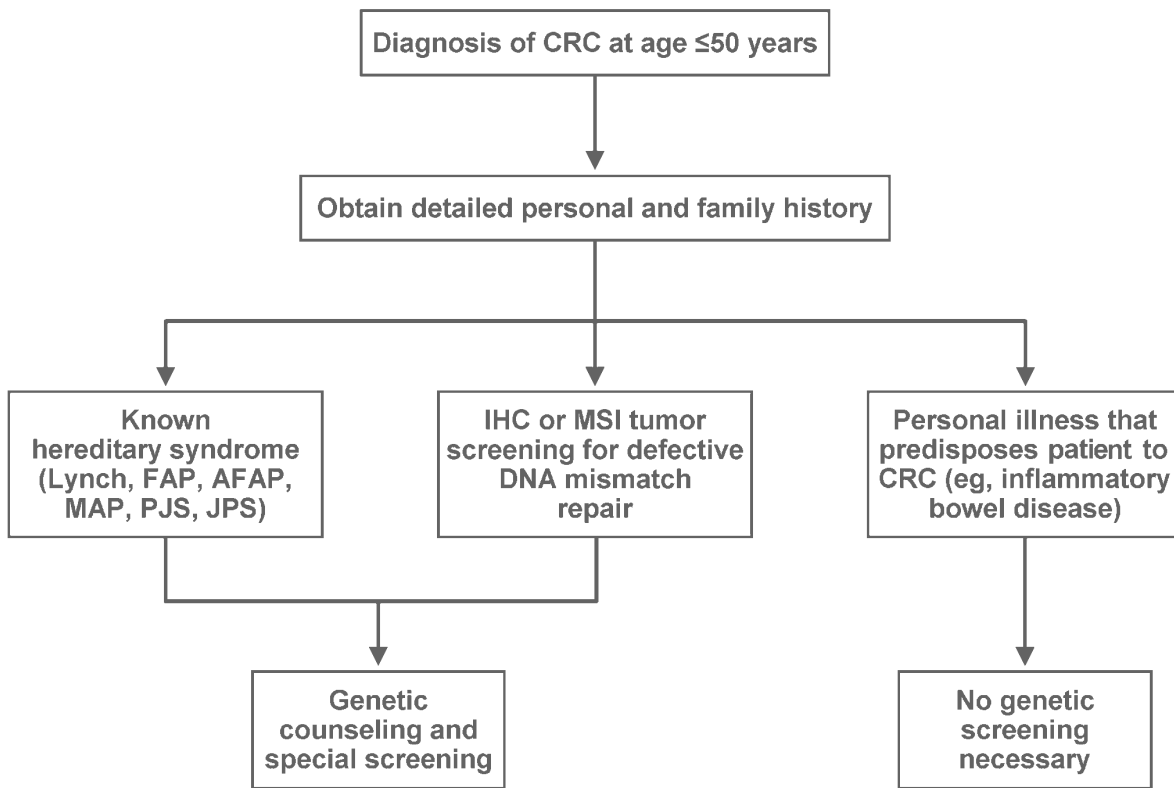 Diagnosis of CRC at age ≤50 years
Obtain detailed personal and family history
Known
hereditary syndrome
(Lynch, FAP, AFAP,
MAP, PJS, JPS)
IHC or MSI tumor
screening for defective
DNA mismatch
repair
Personal illness that
predisposes patient to
CRC (eg, inflammatory
bowel disease)
Genetic
counseling and
special screening
No genetic
screening
necessary